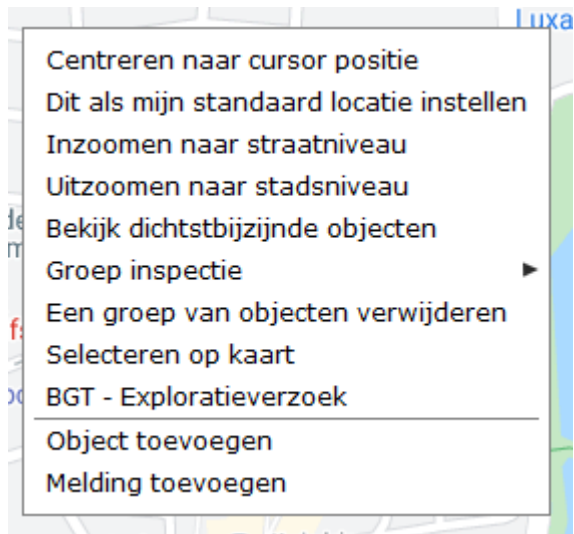 Luxa
Centreren naar cursor positie
Dit als mijn standaard locatie instellen
Inzoomen naar straatniveau
Uitzoomen naar stadsniveau
Bekijk dichtstbijzijnde objecten
Groep inspectie
Een groep van objecten verwijderen
Selecteren op kaart
BGT - Exploratieverzoek
Object toevoegen
Melding toevoegen